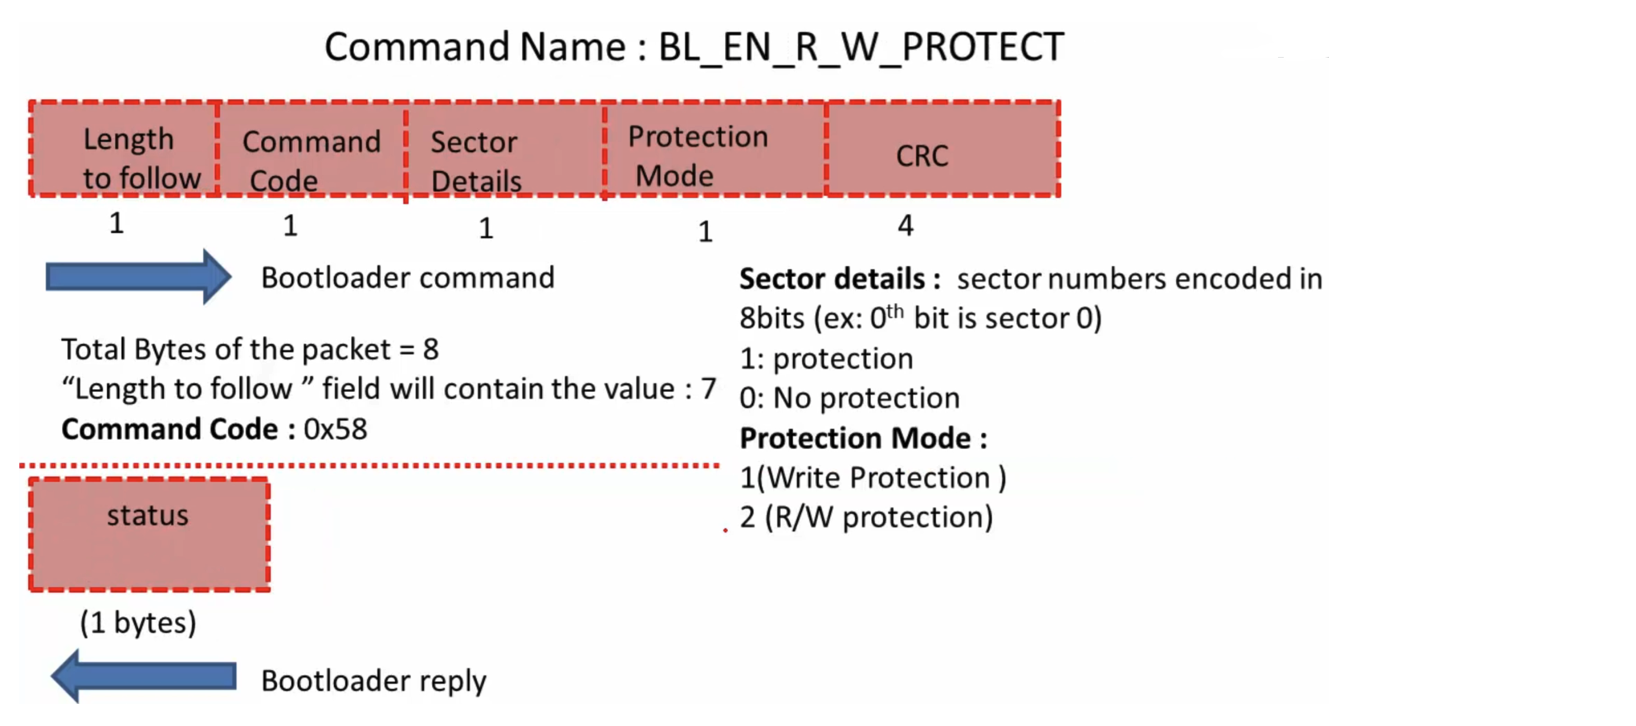 Command Name : BL_EN_R_W_PROTECT
Length
to follow
Command
Code
Sector
Details
Protection
Mode
CRC
1
1
1
1
4
Bootloader command
Total Bytes of the packet = 8
“Length to follow ” field will contain the value : 7
Command Code : 0x58
Sector details :  sector numbers encoded in
8bits (ex: 0th bit is sector 0)
1: protection
0: No protection
Protection Mode :
1(Write Protection )
2 (R/W protection)
status
(1 bytes)
Bootloader reply